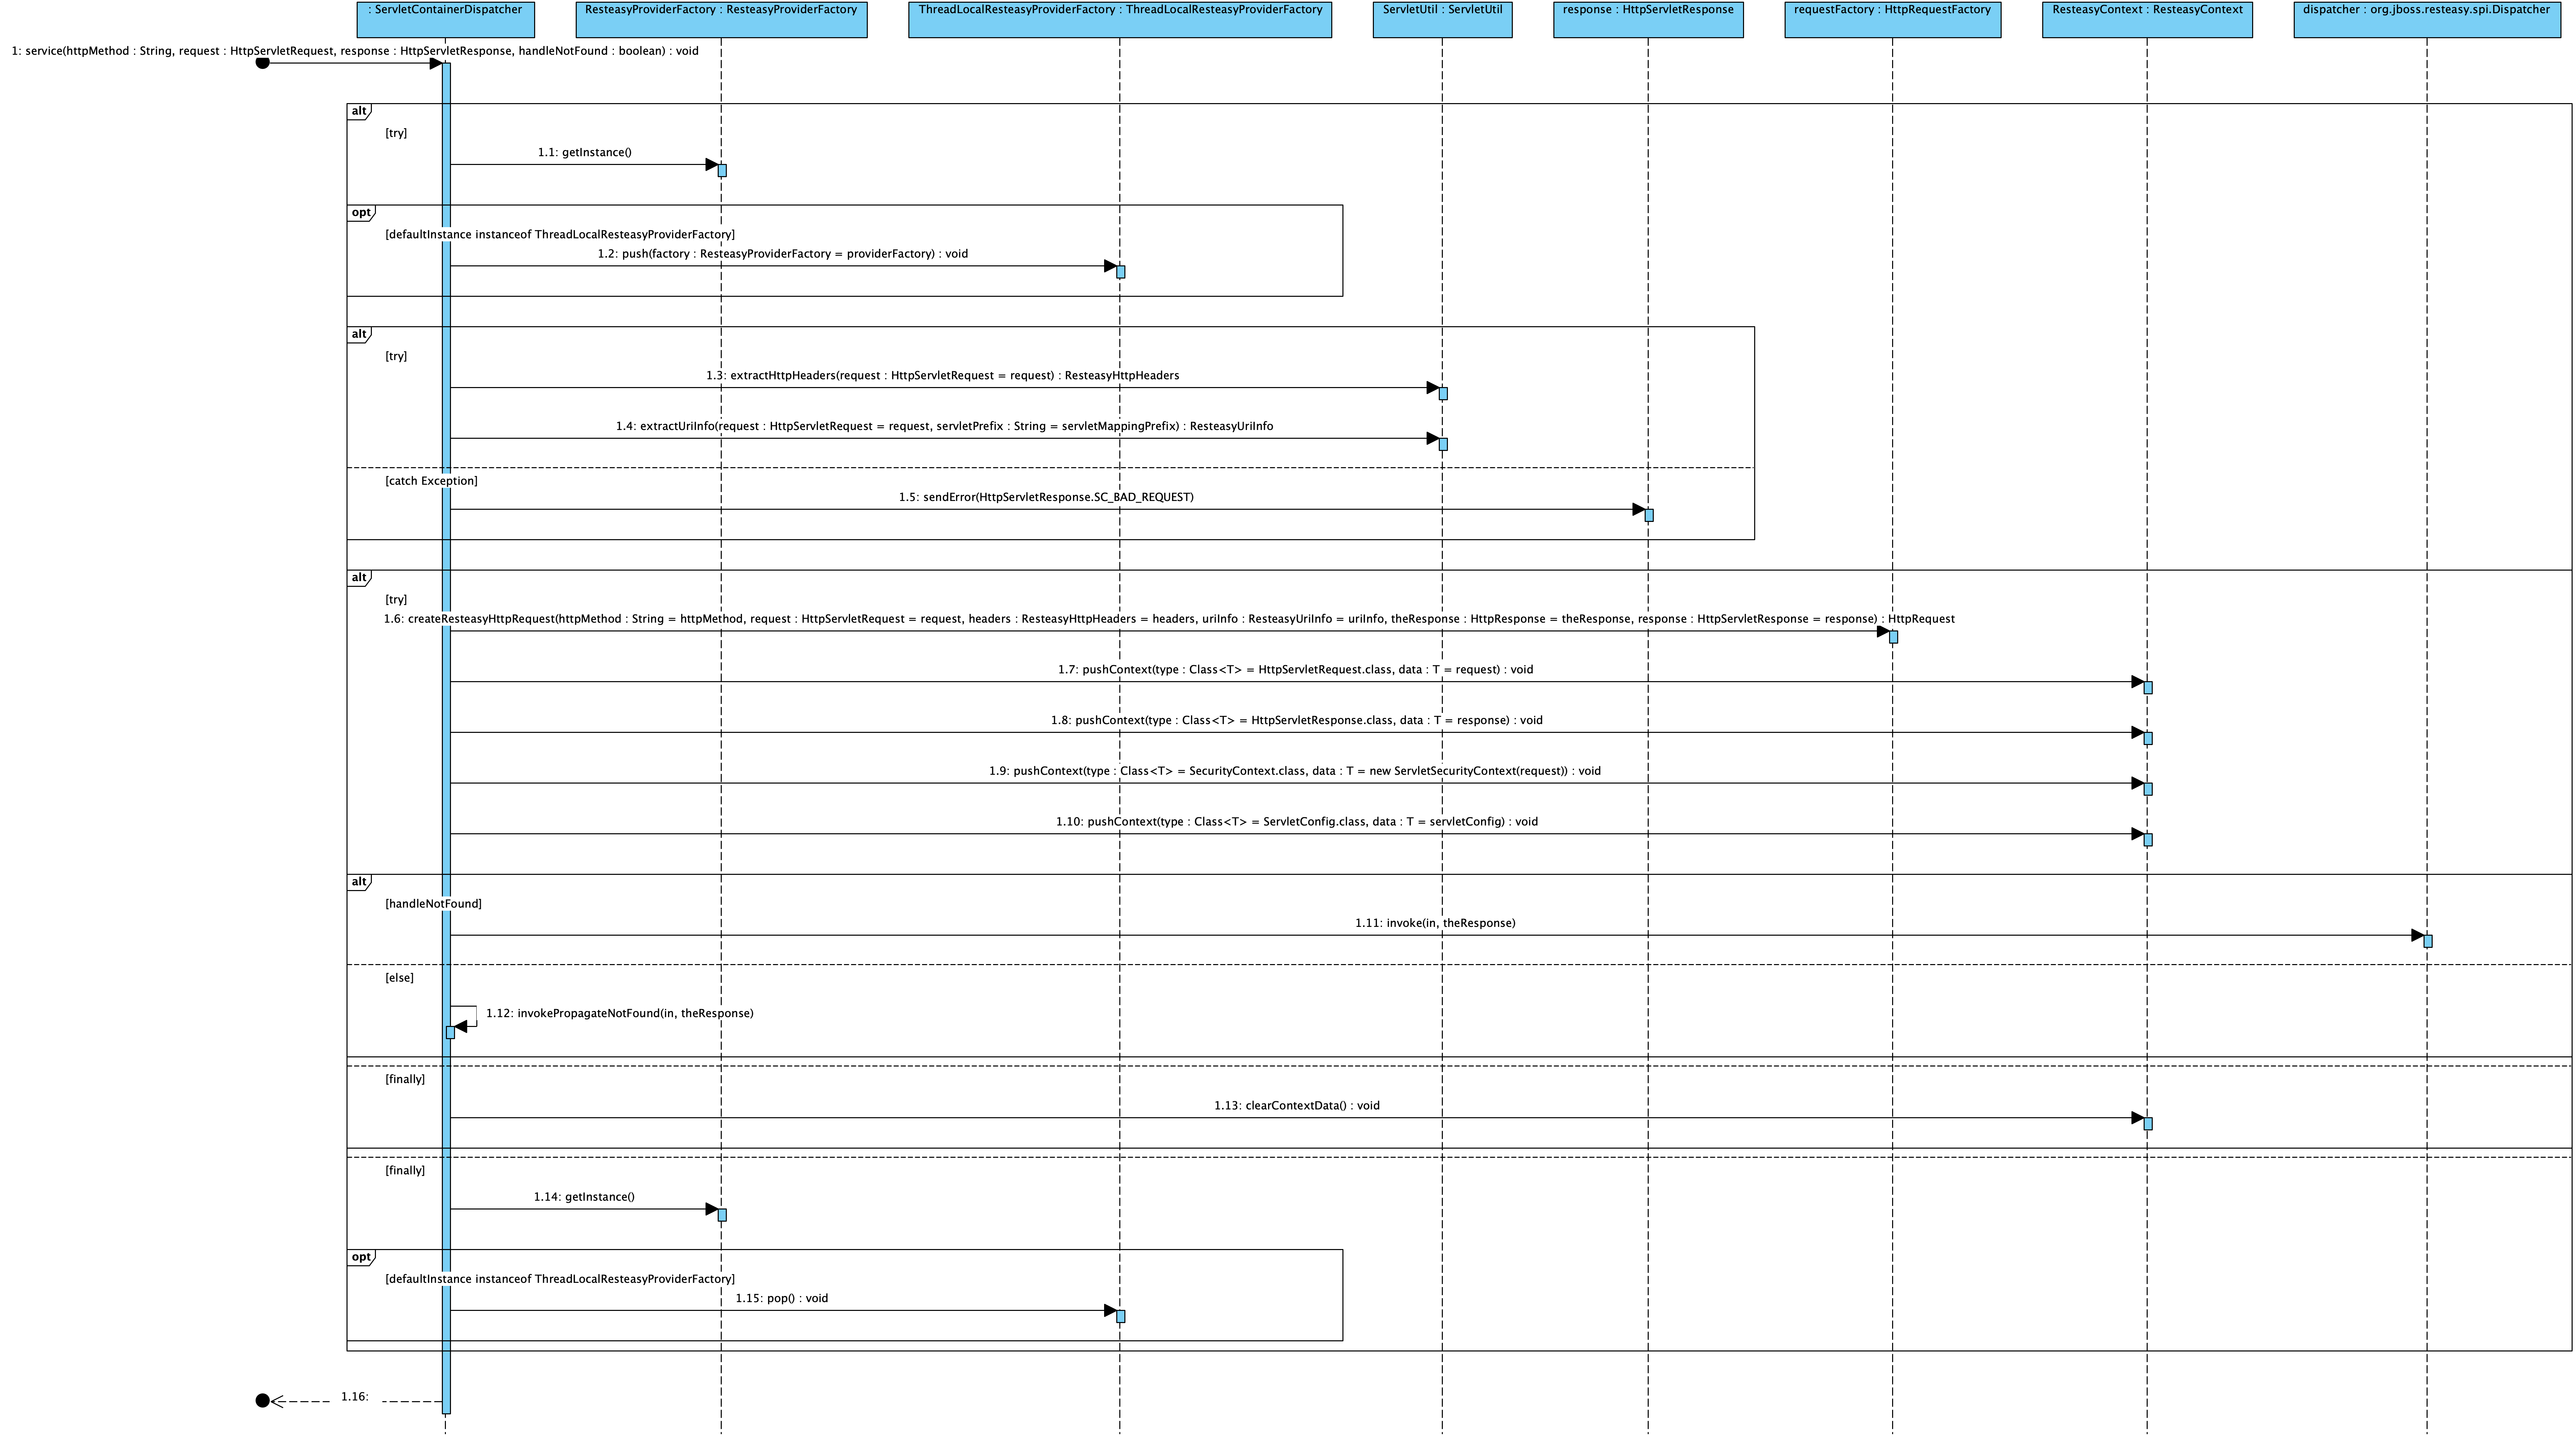 : ServletContainerDispatcher
ResteasyProviderFactory : ResteasyProviderFactory
ThreadLocalResteasyProviderFactory : ThreadLocalResteasyProviderFactory
ServletUtil : ServletUtil
response : HttpServletResponse
requestFactory : HttpRequestFactory
ResteasyContext : ResteasyContext
dispatcher : org.jboss.resteasy.spi.Dispatcher
1: service(httpMethod : String, request : HttpServletRequest, response : HttpServletResponse, handleNotFound : boolean) : void
alt
[try]
1.1: getInstance()
opt
[defaultInstance instanceof ThreadLocalResteasyProviderFactory]
1.2: push(factory : ResteasyProviderFactory = providerFactory) : void
alt
[try]
1.3: extractHttpHeaders(request : HttpServletRequest = request) : ResteasyHttpHeaders
1.4: extractUriInfo(request : HttpServletRequest = request, servletPrefix : String = servletMappingPrefix) : ResteasyUriInfo
[catch Exception]
1.5: sendError(HttpServletResponse.SC_BAD_REQUEST)
alt
[try]
1.6: createResteasyHttpRequest(httpMethod : String = httpMethod, request : HttpServletRequest = request, headers : ResteasyHttpHeaders = headers, uriInfo : ResteasyUriInfo = uriInfo, theResponse : HttpResponse = theResponse, response : HttpServletResponse = response) : HttpRequest
1.7: pushContext(type : Class<T> = HttpServletRequest.class, data : T = request) : void
1.8: pushContext(type : Class<T> = HttpServletResponse.class, data : T = response) : void
1.9: pushContext(type : Class<T> = SecurityContext.class, data : T = new ServletSecurityContext(request)) : void
1.10: pushContext(type : Class<T> = ServletConfig.class, data : T = servletConfig) : void
alt
[handleNotFound]
1.11: invoke(in, theResponse)
[else]
1.12: invokePropagateNotFound(in, theResponse)
[finally]
1.13: clearContextData() : void
[finally]
1.14: getInstance()
opt
[defaultInstance instanceof ThreadLocalResteasyProviderFactory]
1.15: pop() : void
1.16: